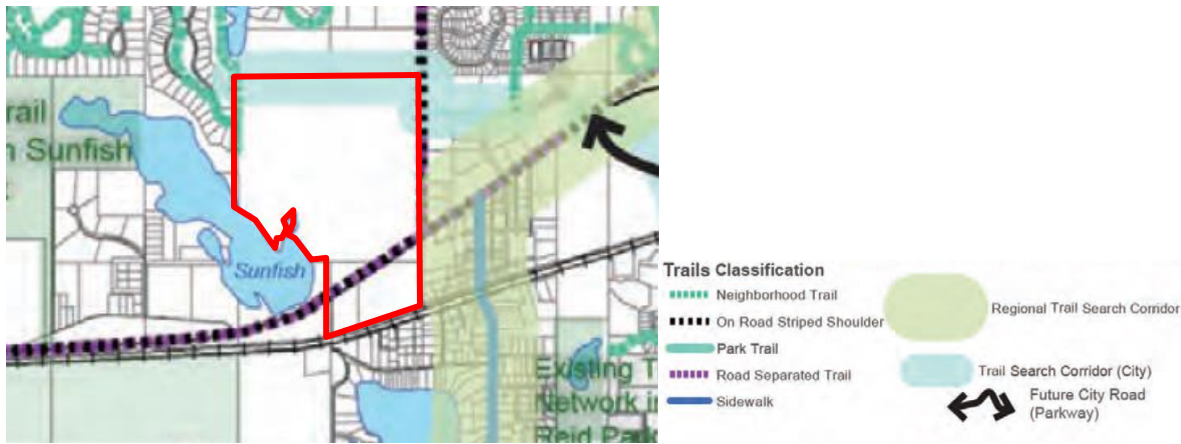 rail
n Sunfish
Sunfish
Existing T
Network i
Reid Park
Trails Classification
Neighborhood Trail
On Road Striped Shoulder
Park Trail
Road Separated Trail
Sidewalk
Regional Trail Search Corridor
Trail Search Corridor (City)
Future City Road
(Parkway)